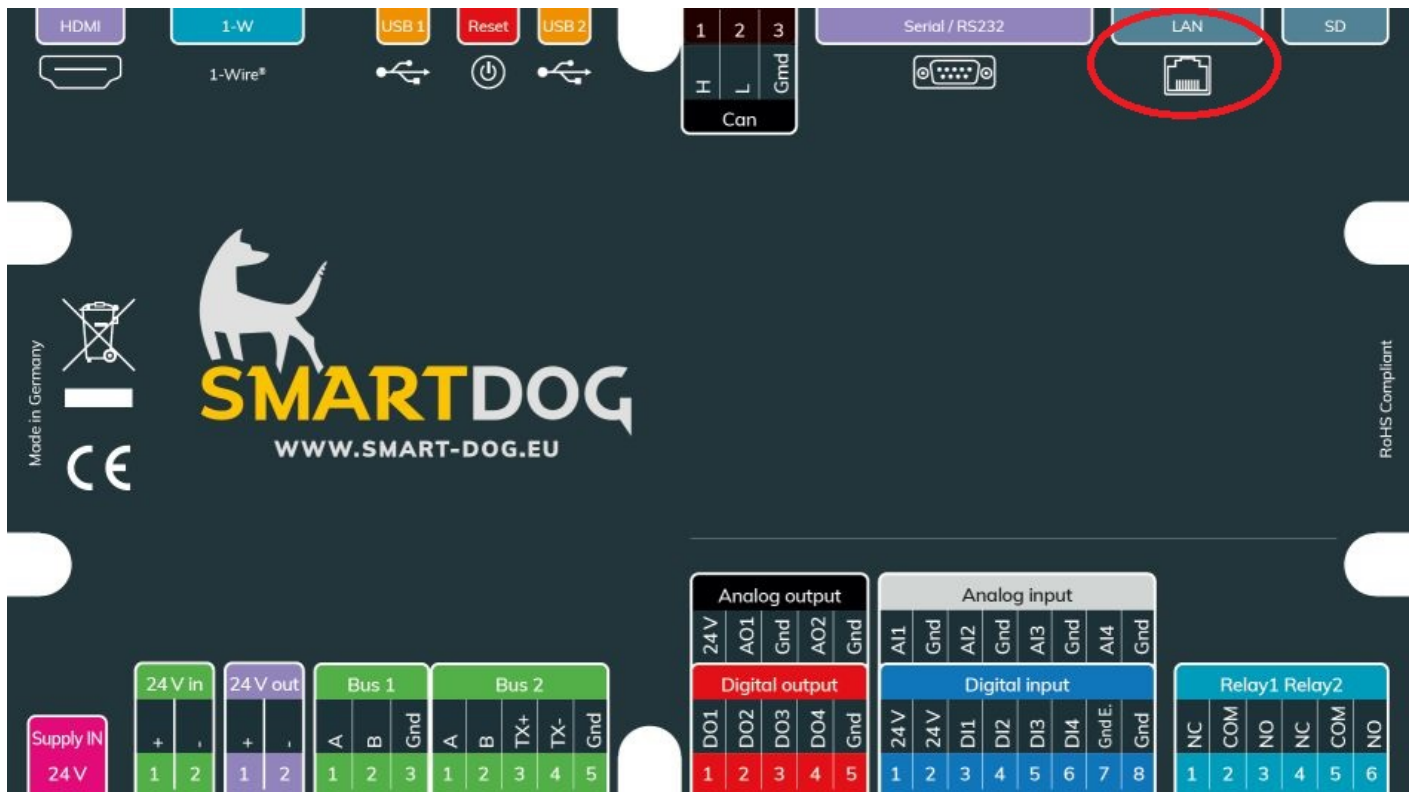 HDMI
1-W
USB 1
Reset
USB 2
1 2 3
Serial / RS232
LAN
SD
1-Wire®
H L Gmd
Can
Made in Germany
CE
SMARTDOG
WWW.SMART-DOG.EU
RoHS Compliant
Analog output
24 V AO1 Gnd AO2 Gnd
Analog input
AI1 Gnd AI2 Gnd AI3 Gnd AI4 Gnd
Supply IN
24 V
24 V in
+ -
1 2
24 V out
+ -
1 2
Bus 1
A B Gnd
1 2 3
Bus 2
A B TX+ TX- Gnd
1 2 3 4 5
Digital output
DO1 DO2 DO3 DO4 Gnd
1 2 3 4 5
Digital input
24 V 24 V DI1 DI2 DI3 DI4 Gnd E. Gnd
1 2 3 4 5 6 7 8
Relay1 Relay2
NC COM NO NC COM NO
1 2 3 4 5 6